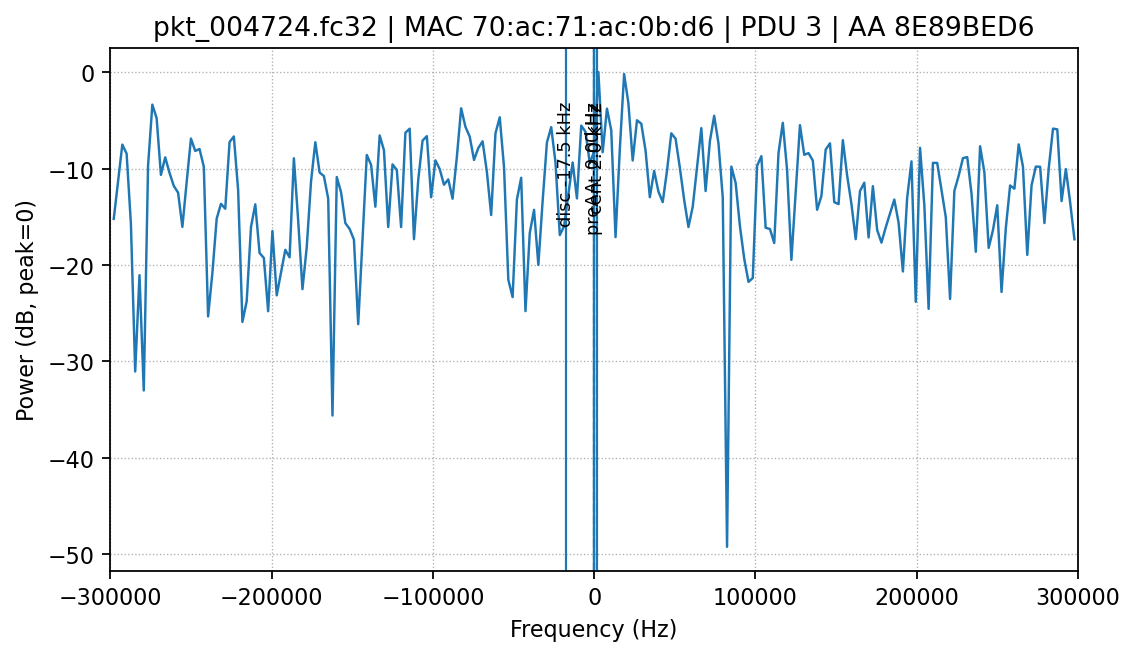 pkt_004724.fc32 | MAC 70:ac:71:ac:0b:d6 | PDU 3 | AA 8E89BED6
Power (dB, peak=0)
0
−10
−20
−30
−40
−50
disc
17.5 kHz
−300000
−200000
−100000
0
100000
200000
300000
Frequency (Hz)